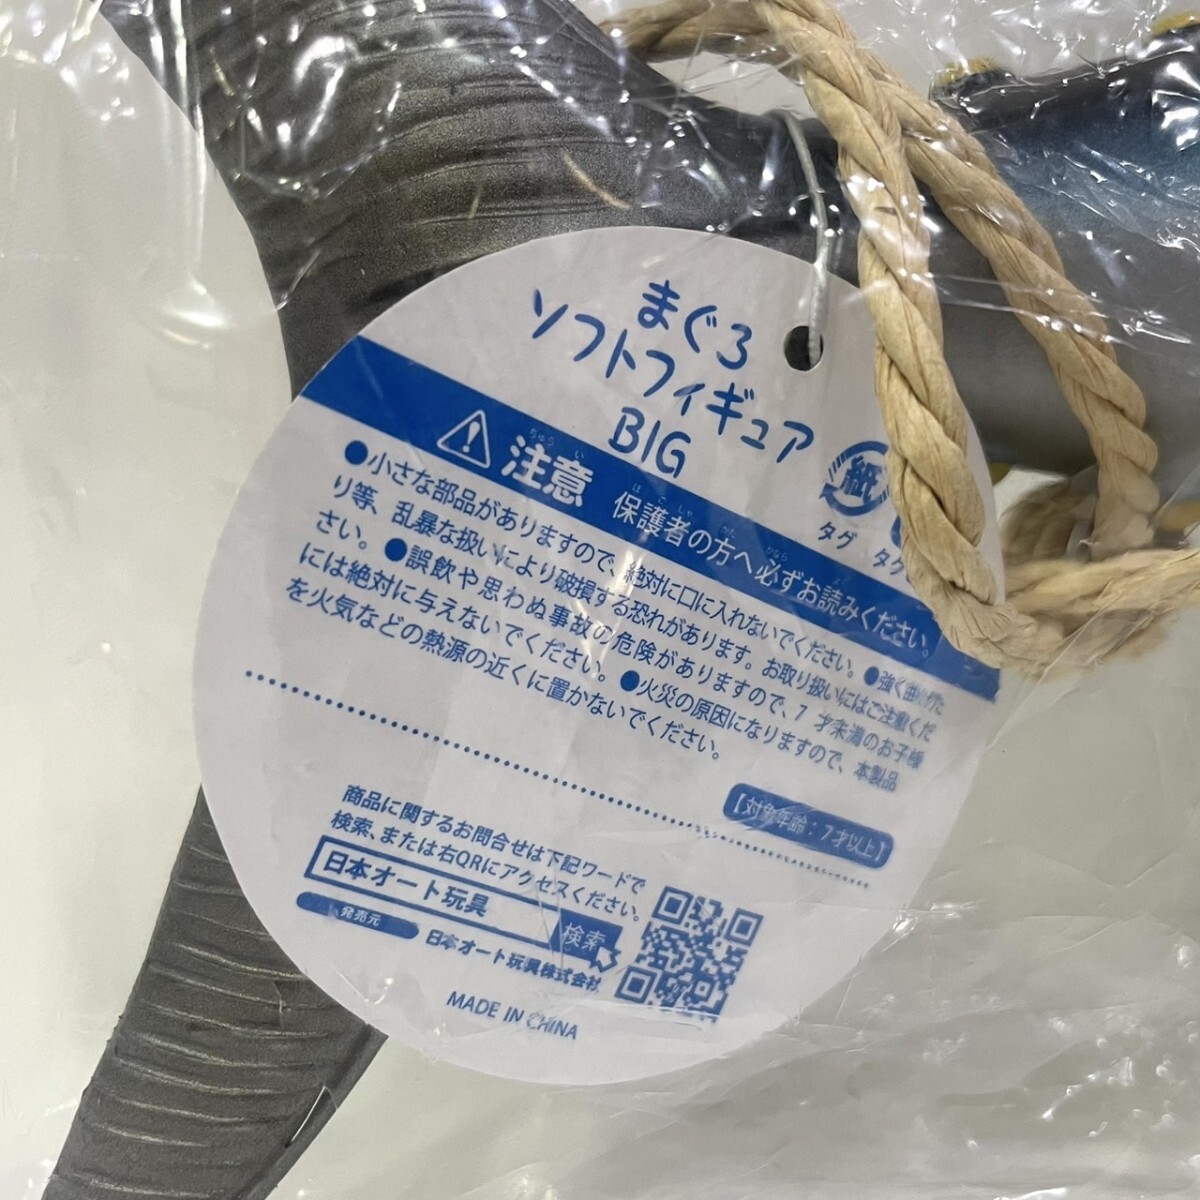 まぐろ
ソフトフィギュア
BIG
紙
タグ タグ
注意 保護者の方へ必ずお読みください。
●小さな部品がありますので、絶対に口に入れないでください。●強く曲げた
り等、乱暴な扱いにより破損する恐れがあります。お取り扱いにはご注意くだ
さい。●誤飲や思わぬ事故の危険がありますので、7才未満のお子様
には絶対に与えないでください。●火災の原因になりますので、本製品
を火気などの熱源の近くに置かないでください。
【対象年齢：7才以上】
商品に関するお問合せは下記ワードで
検索、または右QRにアクセスください。
日本オート玩具 検索
発売元 日本オート玩具株式会社
MADE IN CHINA